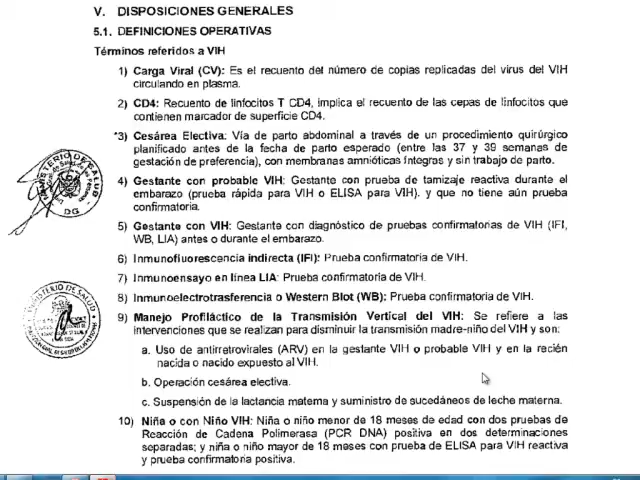 V. DISPOSICIONES GENERALES
5.1. DEFINICIONES OPERATIVAS
Términos referidos a VIH
1) Carga Viral (CV): Es el recuento del número de copias replicadas del virus del VIH
circulando en plasma.
2) CD4: Recuento de linfocitos T CD4, implica el recuento de las cepas de linfocitos que
contienen marcador de superficie CD4.
*3) Cesárea Electiva: Vía de parto abdominal a través de un procedimiento quirúrgico
planificado antes de la fecha de parto esperado (entre las 37 y 39 semanas de
gestación de preferencia), con membranas amnióticas íntegras y sin trabajo de parto.
4) Gestante con probable VIH: Gestante con prueba de tamizaje reactiva durante el
embarazo (prueba rápida para VIH o ELISA para VIH). y que no tiene aún prueba
confirmatoria.
5) Gestante con VIH: Gestante con diagnóstico de pruebas confirmatorias de VIH (IFI,
WB, LIA) antes o durante el embarazo.
6) Inmunofluorescencia indirecta (IFI): Prueba confirmatoria de VIH.
7) Inmunoensayo en línea LIA: Prueba confirmatoria de VIH.
8) Inmunoelectrotasferencia o Western Blot (WB): Prueba confirmatoria de VIH.
9) Manejo Profiláctico de la Transmisión Vertical del VIH: Se refiere a las
intervenciones que se realizan para disminuir la transmisión madre-niño del VIH y son:
a. Uso de antirretrovirales (ARV) en la gestante VIH o probable VIH y en la recién
nacida o nacido expuesto al VIH.
b. Operación cesárea electiva.
c. Suspensión de la lactancia materna y suministro de sucedáneos de leche materna.
10) Niña o con Niño VIH: Niña o niño menor de 18 meses de edad con dos pruebas de
Reacción de Cadena Polimerasa (PCR DNA) positiva en dos determinaciones
separadas; y niña o niño mayor de 18 meses con prueba de ELISA para VIH reactiva
y prueba confirmatoria positiva.
MINISTERIO DE SALUD
DG
MINISTERIO DE SALUD